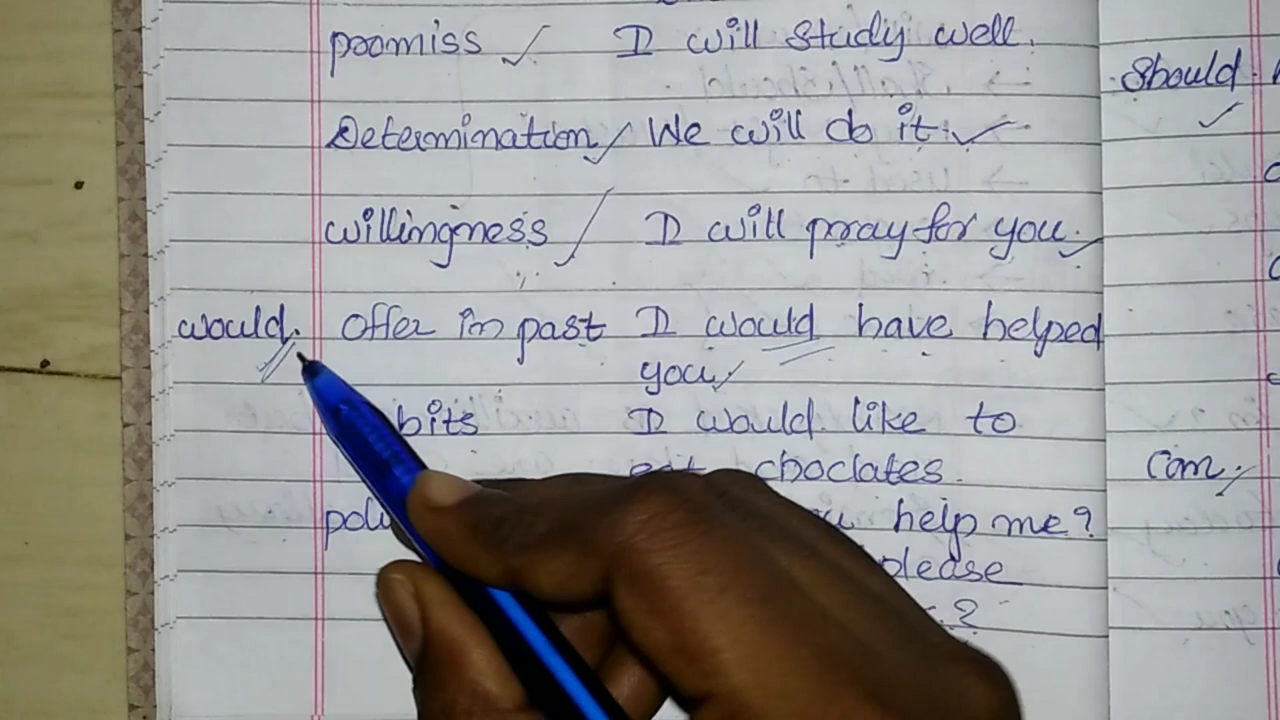 poomiss ✓ I will study well.
Determination ✓ We will do it ✓
willingness ✓ I will pray for you.
would. offer in past I would have helped
you ✓
bits I would like to
eat choclates.
help me?
please
?
Should
✓
Can